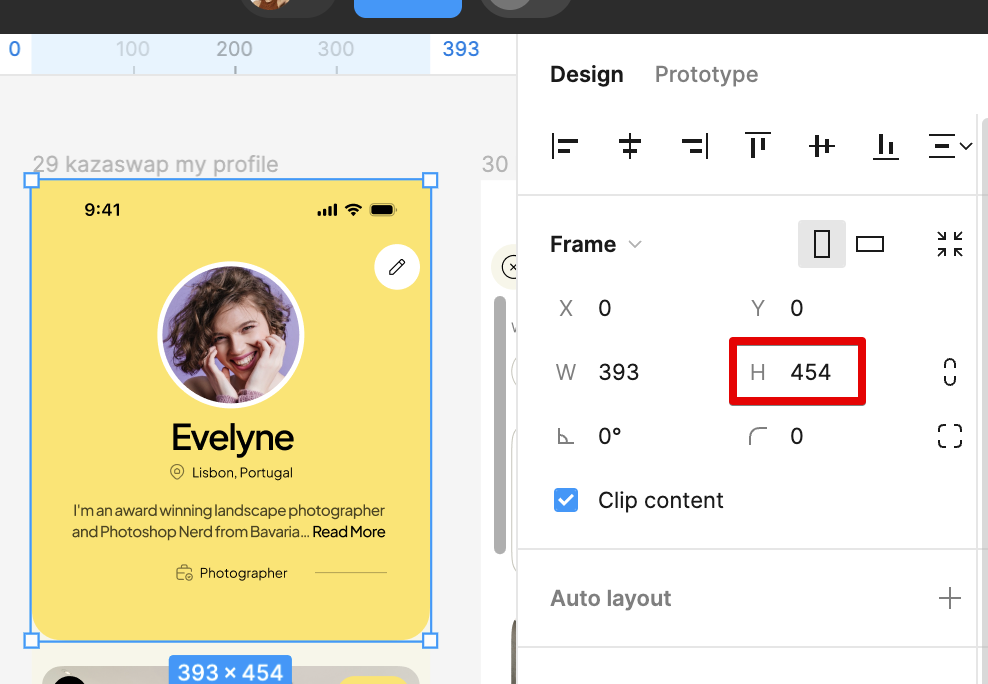 0 100 200 300 393
Design Prototype
29 kazaswap my profile
30
9:41
Evelyne
Lisbon, Portugal
I'm an award winning landscape photographer
and Photoshop Nerd from Bavaria... Read More
Photographer
393 × 454
Frame
X 0 Y 0
W 393 H 454
0° 0
Clip content
Auto layout